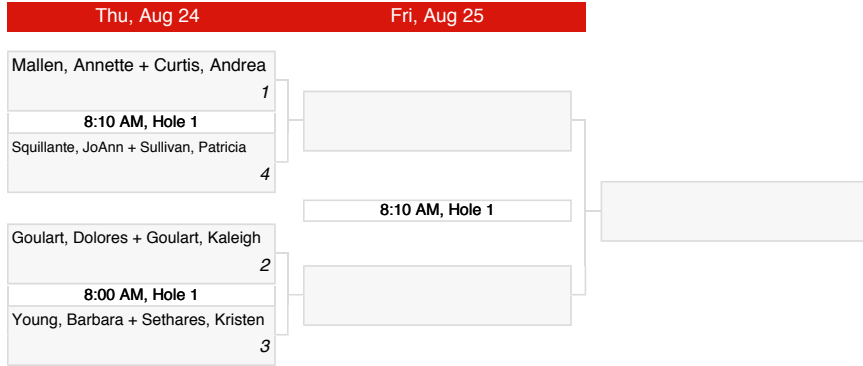 Thu, Aug 24
Fri, Aug 25
Mallen, Annette + Curtis, Andrea
1
8:10 AM, Hole 1
Squillante, JoAnn + Sullivan, Patricia
4
8:10 AM, Hole 1
Goulart, Dolores + Goulart, Kaleigh
2
8:00 AM, Hole 1
Young, Barbara + Sethares, Kristen
3